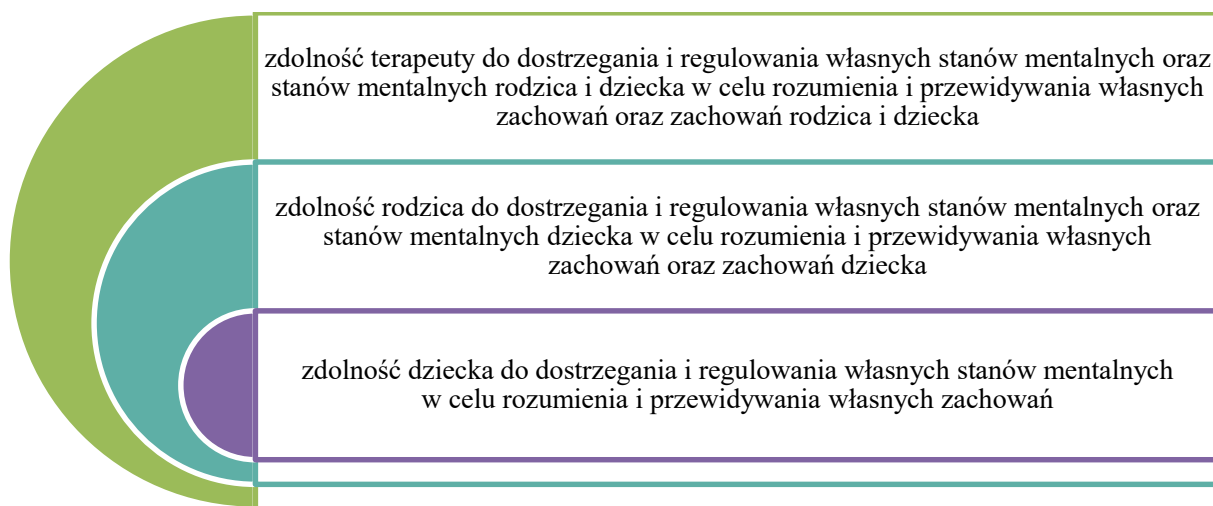 zdolność terapeuty do dostrzegania i regulowania własnych stanów mentalnych oraz
stanów mentalnych rodzica i dziecka w celu rozumienia i przewidywania własnych
zachowań oraz zachowań rodzica i dziecka
zdolność rodzica do dostrzegania i regulowania własnych stanów mentalnych oraz
stanów mentalnych dziecka w celu rozumienia i przewidywania własnych
zachowań oraz zachowań dziecka
zdolność dziecka do dostrzegania i regulowania własnych stanów mentalnych
w celu rozumienia i przewidywania własnych zachowań